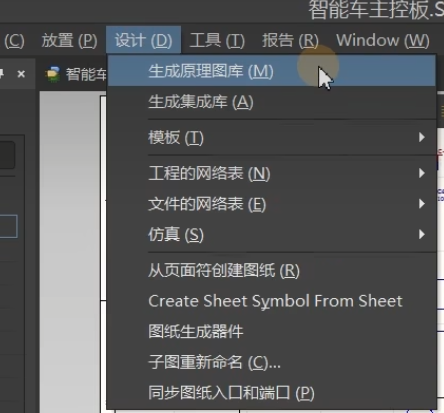 智能车主控板.S
(C) 放置 (P) 设计 (D) 工具 (T) 报告 (R) Window (W)
智能车
生成原理图库 (M)
生成集成库 (A)
模板 (T)
工程的网络表 (N)
文件的网络表 (E)
仿真 (S)
从页面符创建图纸 (R)
Create Sheet Symbol From Sheet
图纸生成器件
子图重新命名 (C)...
同步图纸入口和端口 (P)